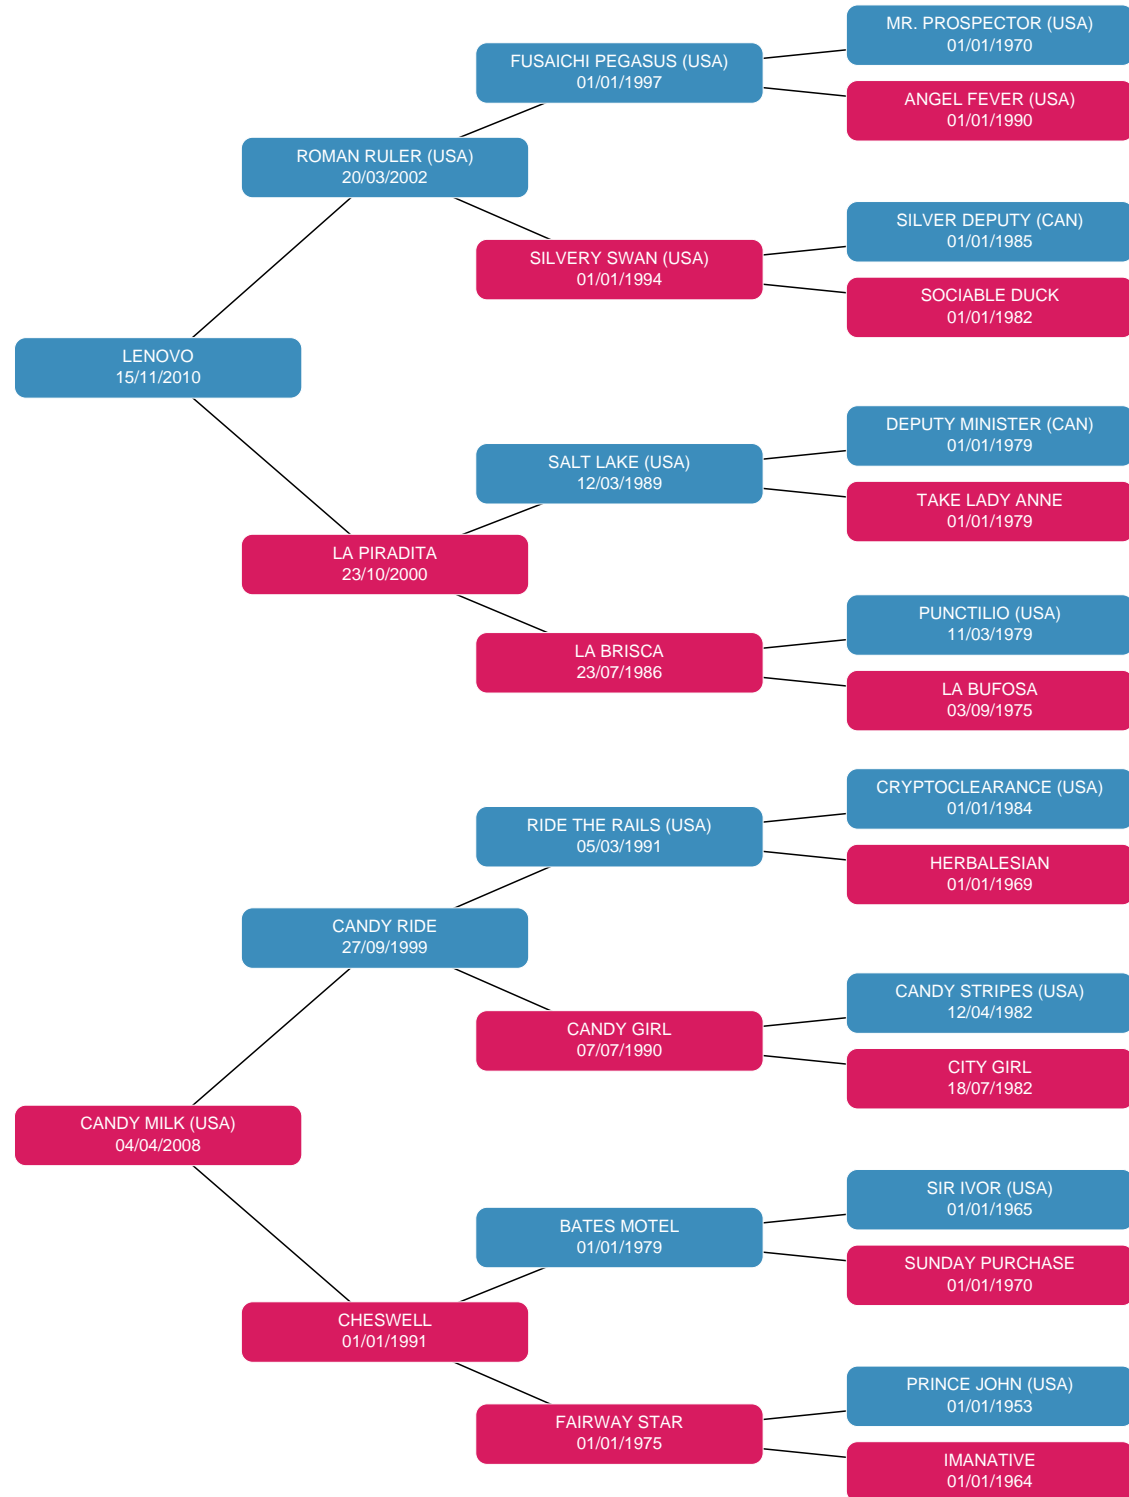 MR. PROSPECTOR (USA)
01/01/1970
FUSAICHI PEGASUS (USA)
01/01/1997
ANGEL FEVER (USA)
01/01/1990
ROMAN RULER (USA)
20/03/2002
SILVER DEPUTY (CAN)
01/01/1985
SILVERY SWAN (USA)
01/01/1994
SOCIABLE DUCK
01/01/1982
LENOVO
15/11/2010
DEPUTY MINISTER (CAN)
01/01/1979
SALT LAKE (USA)
12/03/1989
TAKE LADY ANNE
01/01/1979
LA PIRADITA
23/10/2000
PUNCTILIO (USA)
11/03/1979
LA BRISCA
23/07/1986
LA BUFOSA
03/09/1975
CRYPTOCLEARANCE (USA)
01/01/1984
RIDE THE RAILS (USA)
05/03/1991
HERBALESIAN
01/01/1969
CANDY RIDE
27/09/1999
CANDY STRIPES (USA)
12/04/1982
CANDY GIRL
07/07/1990
CITY GIRL
18/07/1982
CANDY MILK (USA)
04/04/2008
SIR IVOR (USA)
01/01/1965
BATES MOTEL
01/01/1979
SUNDAY PURCHASE
01/01/1970
CHESWELL
01/01/1991
PRINCE JOHN (USA)
01/01/1953
FAIRWAY STAR
01/01/1975
IMANATIVE
01/01/1964